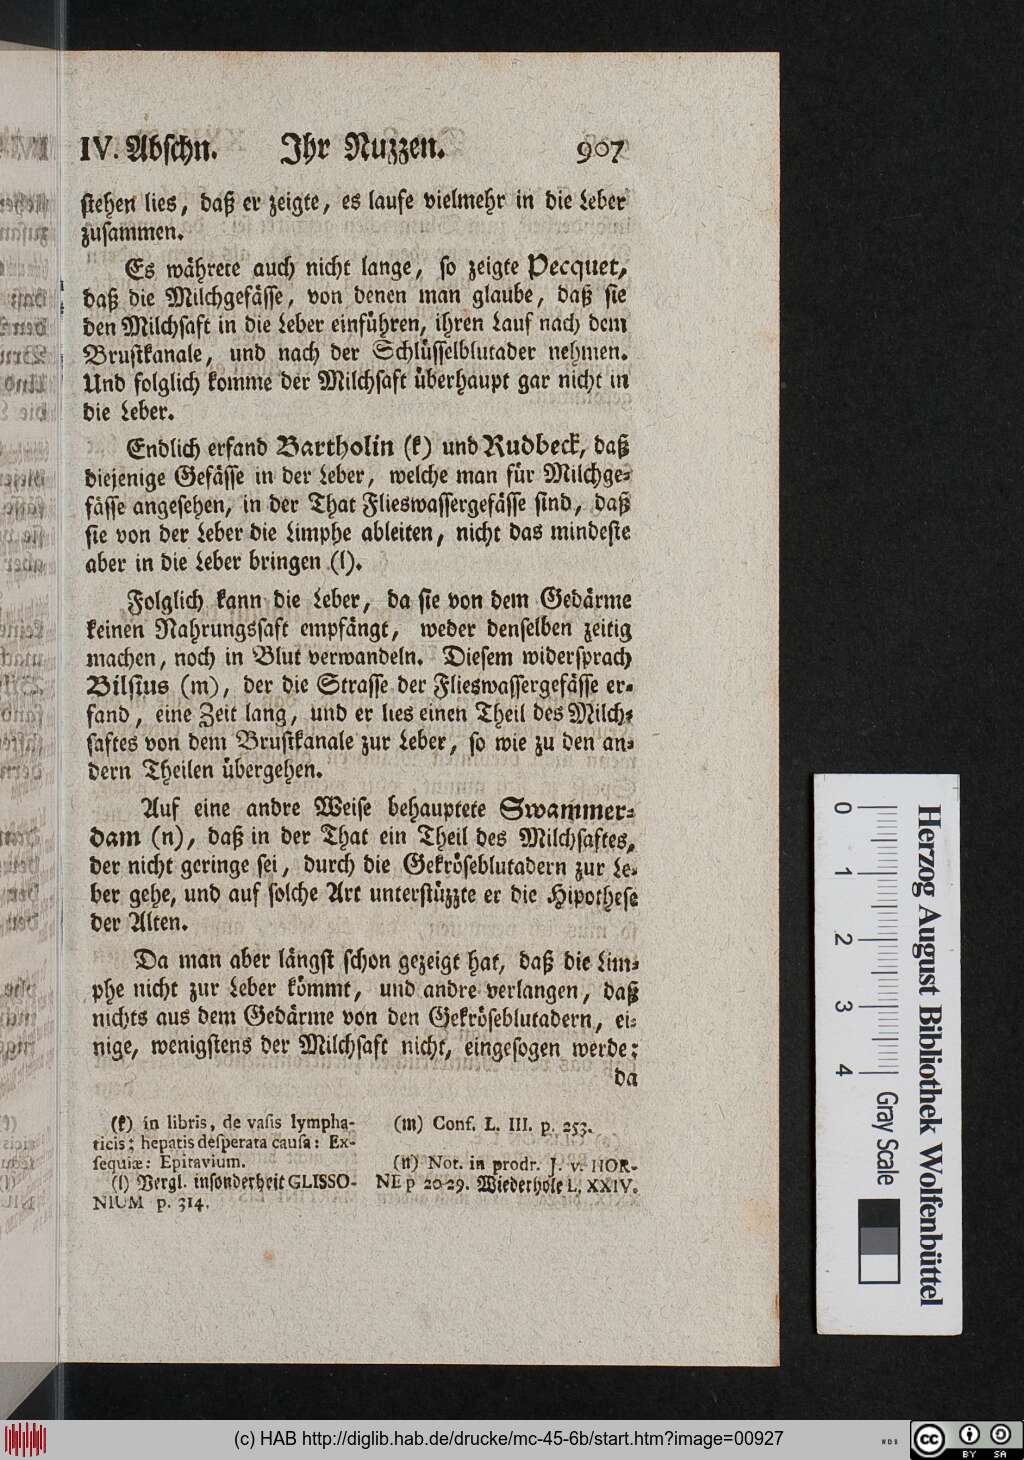 IV. Abschn. Ihr Nuzzen. 907
stehen lies, daß er zeigte, es laufe vielmehr in die Leber
zusammen.
Es währete auch nicht lange, so zeigte Pecquet,
daß die Milchgefässe, von denen man glaube, daß sie
den Milchsaft in die Leber einführen, ihren Lauf nach dem
Brustkanale, und nach der Schlüsselblutader nehmen.
Und folglich komme der Milchsaft überhaupt gar nicht in
die Leber.
Endlich erfand Bartholin (k) und Rudbeck, daß
diejenige Gefässe in der Leber, welche man für Milchge-
fässe angesehen, in der That Flieswassergefässe sind, daß
sie von der Leber die Limphe ableiten, nicht das mindeste
aber in die Leber bringen (l).
Folglich kann die Leber, da sie von dem Gedärme
keinen Nahrungssaft empfängt, weder denselben zeitig
machen, noch in Blut verwandeln. Diesem widersprach
Bilsius (m), der die Strasse der Flieswassergefässe er-
fand, eine Zeit lang, und er lies einen Theil des Milch-
saftes von dem Brustkanale zur Leber, so wie zu den an-
dern Theilen übergehen.
Auf eine andre Weise behauptete Swammer-
dam (n), daß in der That ein Theil des Milchsaftes,
der nicht geringe sei, durch die Gekröseblutadern zur Le-
ber gehe, und auf solche Art unterstüzzte er die Hipothese
der Alten.
Da man aber längst schon gezeigt hat, daß die Lim-
phe nicht zur Leber kömmt, und andre verlangen, daß
nichts aus dem Gedärme von den Gekröseblutadern, ei-
nige, wenigstens der Milchsaft nicht, eingesogen werde;
da
(k) in libris, de vasis lympha-
ticis; hepatis desperata causa: Ex-
sequiæ: Epitavium.
(l) Vergl. insonderheit GLISSO-
NIUM p. 314.
(m) Conf. L. III. p. 253.
(n) Not. in prodr. J. v. HOR-
NE p 20-29. Wiederhole L. XXIV.
0 1 2 3 4
Gray Scale
Herzog August Bibliothek Wolfenbüttel
(c) HAB http://diglib.hab.de/drucke/mc-45-6b/start.htm?image=00927
WDB
cc BY SA